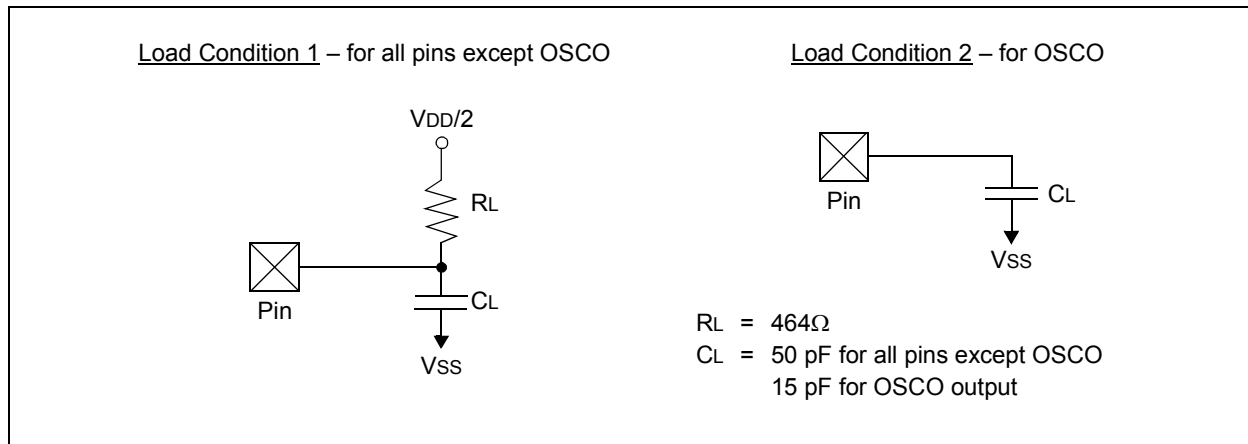 Load Condition 1 – for all pins except OSCO
VDD/2
RL
Pin
CL
VSS
Load Condition 2 – for OSCO
Pin
CL
VSS
RL = 464Ω
CL = 50 pF for all pins except OSCO
15 pF for OSCO output